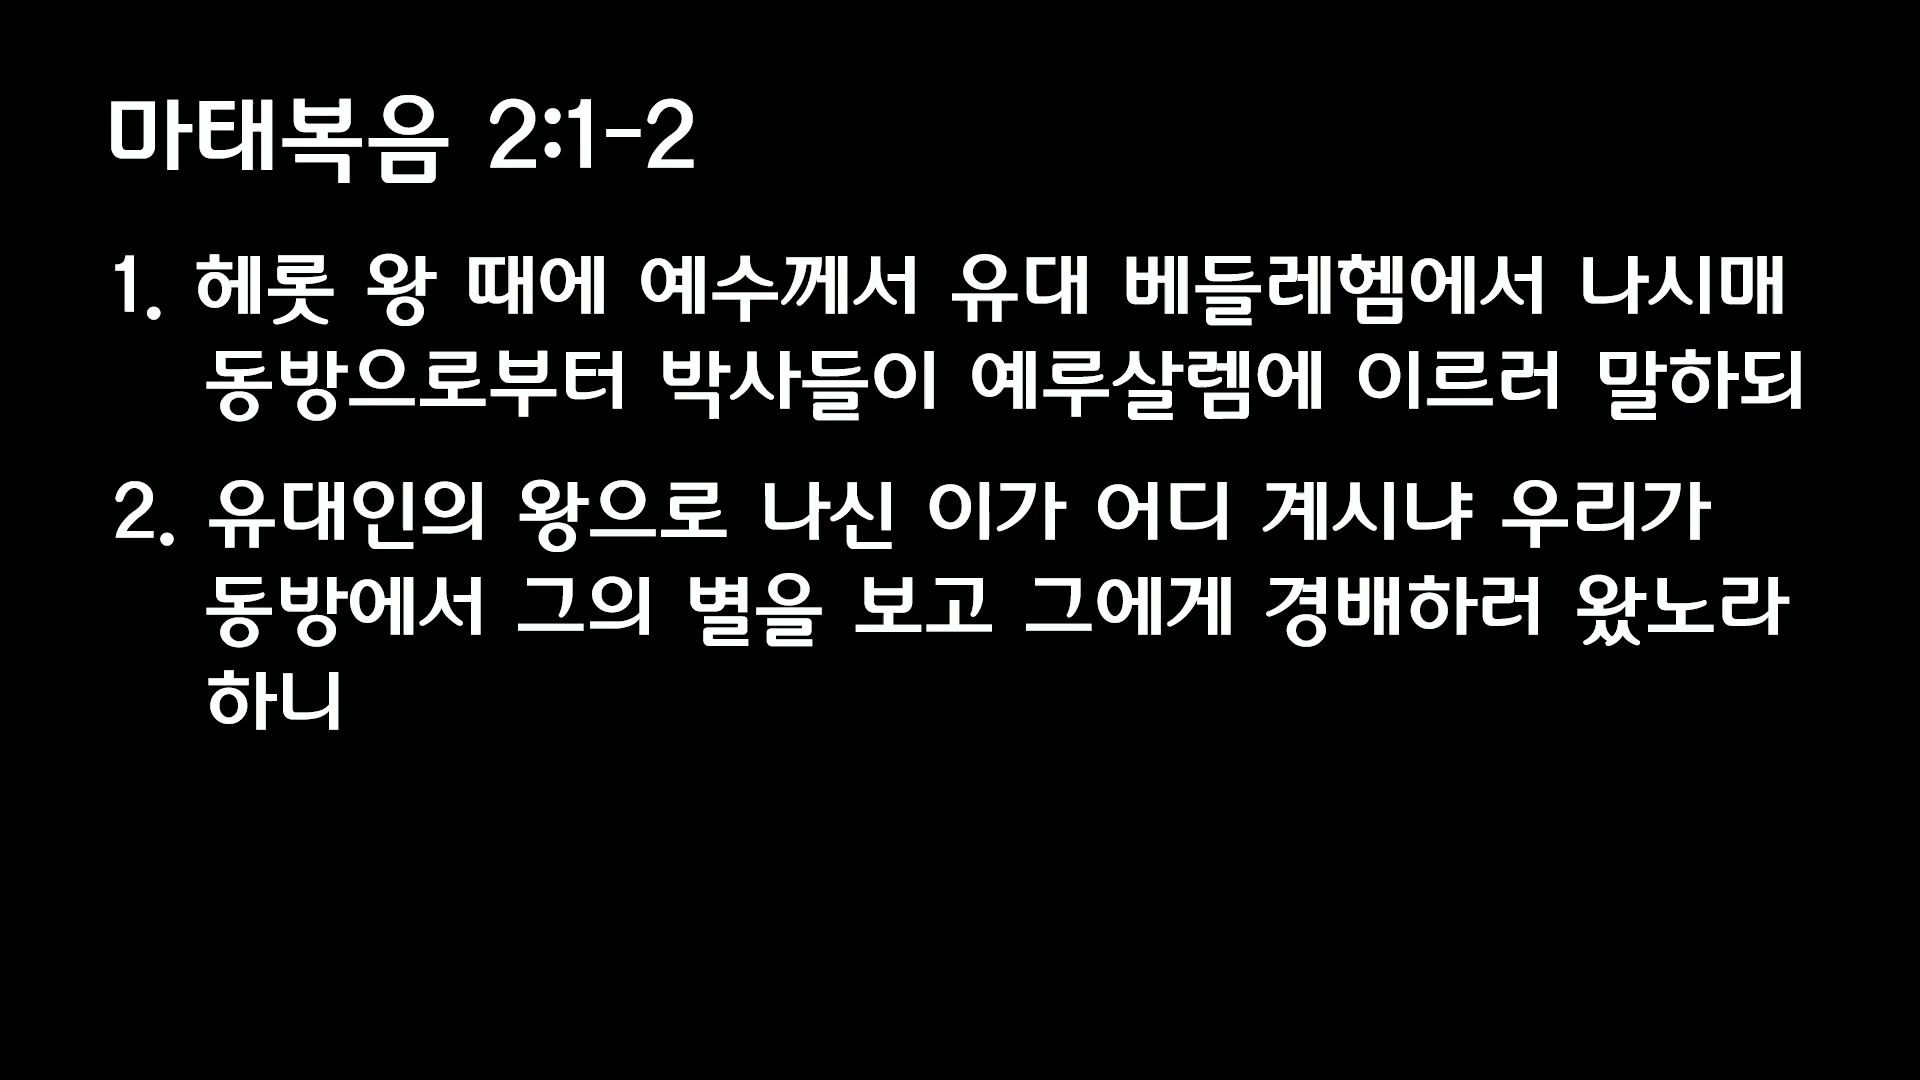 마태복음 2:1-2
1. 헤롯 왕 때에 예수께서 유대 베들레헴에서 나시매
동방으로부터 박사들이 예루살렘에 이르러 말하되
2. 유대인의 왕으로 나신 이가 어디 계시냐 우리가
동방에서 그의 별을 보고 그에게 경배하러 왔노라
하니